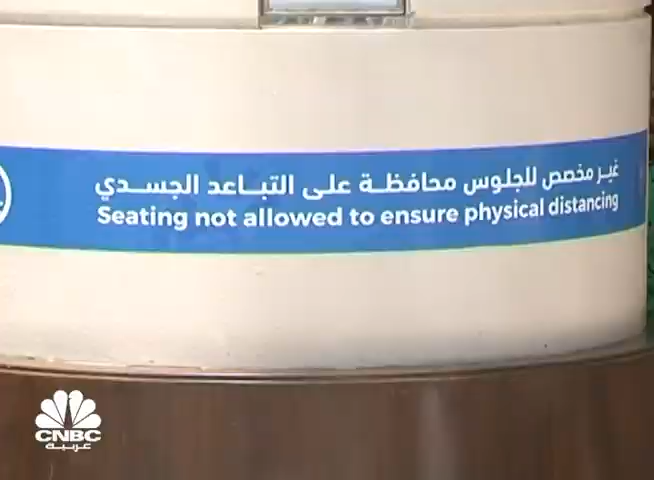 غير مخصص للجلوس محافظة على التباعد الجسدي
Seating not allowed to ensure physical distancing
CNBC
عربية